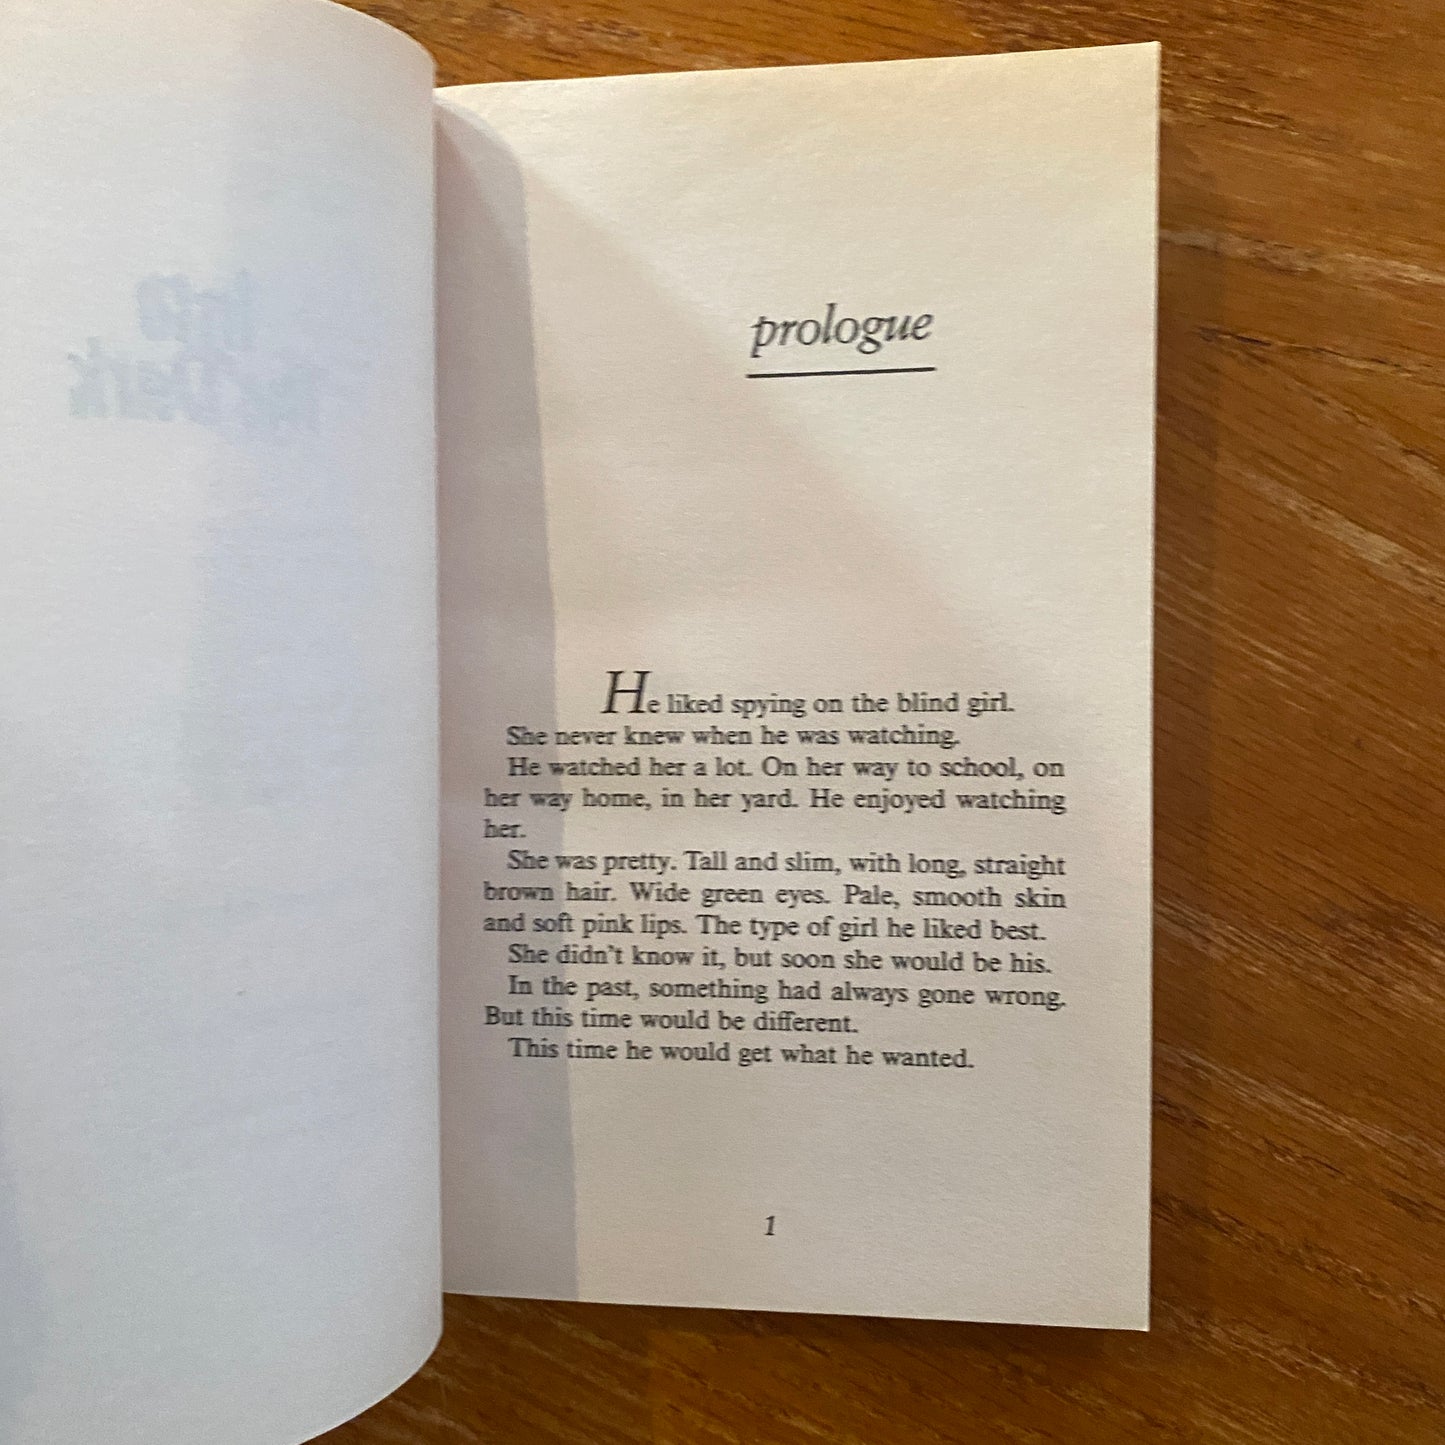 prologue
He liked spying on the blind girl.
She never knew when he was watching.
He watched her a lot. On her way to school, on
her way home, in her yard. He enjoyed watching
her.
She was pretty. Tall and slim, with long, straight
brown hair. Wide green eyes. Pale, smooth skin
and soft pink lips. The type of girl he liked best.
She didn't know it, but soon she would be his.
In the past, something had always gone wrong.
But this time would be different.
This time he would get what he wanted.
1